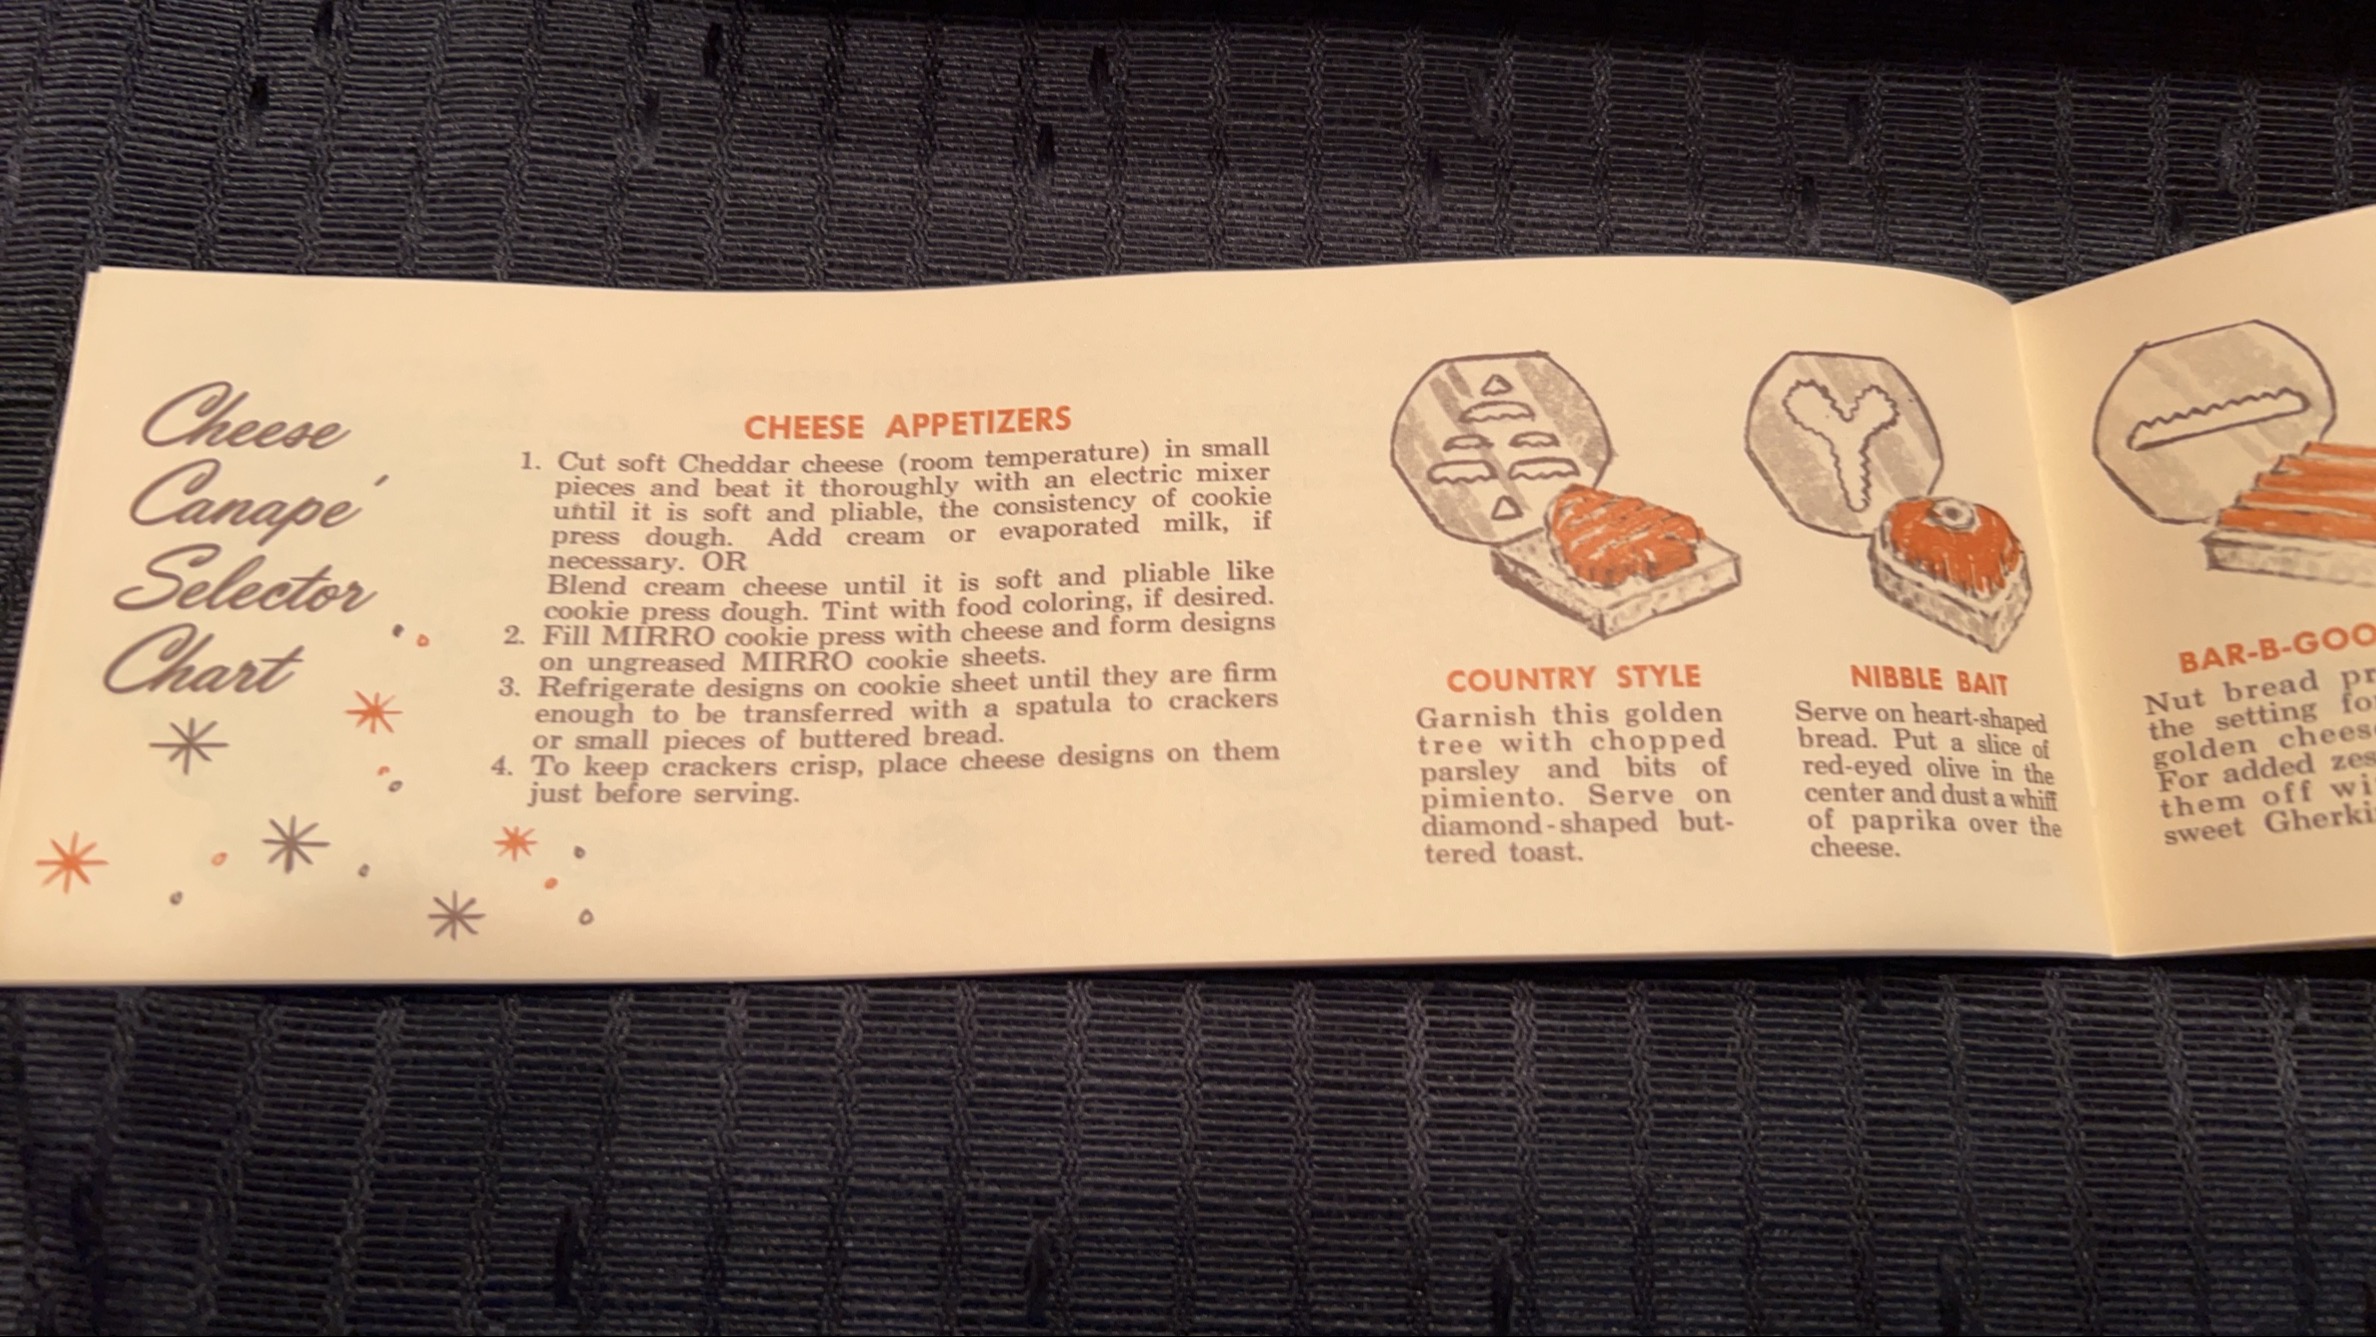 Cheese
Canapé
Selector
Chart
CHEESE APPETIZERS
1. Cut soft Cheddar cheese (room temperature) in small
pieces and beat it thoroughly with an electric mixer
until it is soft and pliable, the consistency of cookie
press dough. Add cream or evaporated milk, if
necessary. OR
Blend cream cheese until it is soft and pliable like
cookie press dough. Tint with food coloring, if desired.
2. Fill MIRRO cookie press with cheese and form designs
on ungreased MIRRO cookie sheets.
3. Refrigerate designs on cookie sheet until they are firm
enough to be transferred with a spatula to crackers
or small pieces of buttered bread.
4. To keep crackers crisp, place cheese designs on them
just before serving.
COUNTRY STYLE
Garnish this golden
tree with chopped
parsley and bits of
pimiento. Serve on
diamond-shaped but-
tered toast.
NIBBLE BAIT
Serve on heart-shaped
bread. Put a slice of
red-eyed olive in the
center and dust a whiff
of paprika over the
cheese.
BAR-B-GOO
Nut bread pr
the setting fo
golden chees
For added zes
them off wi
sweet Gherki